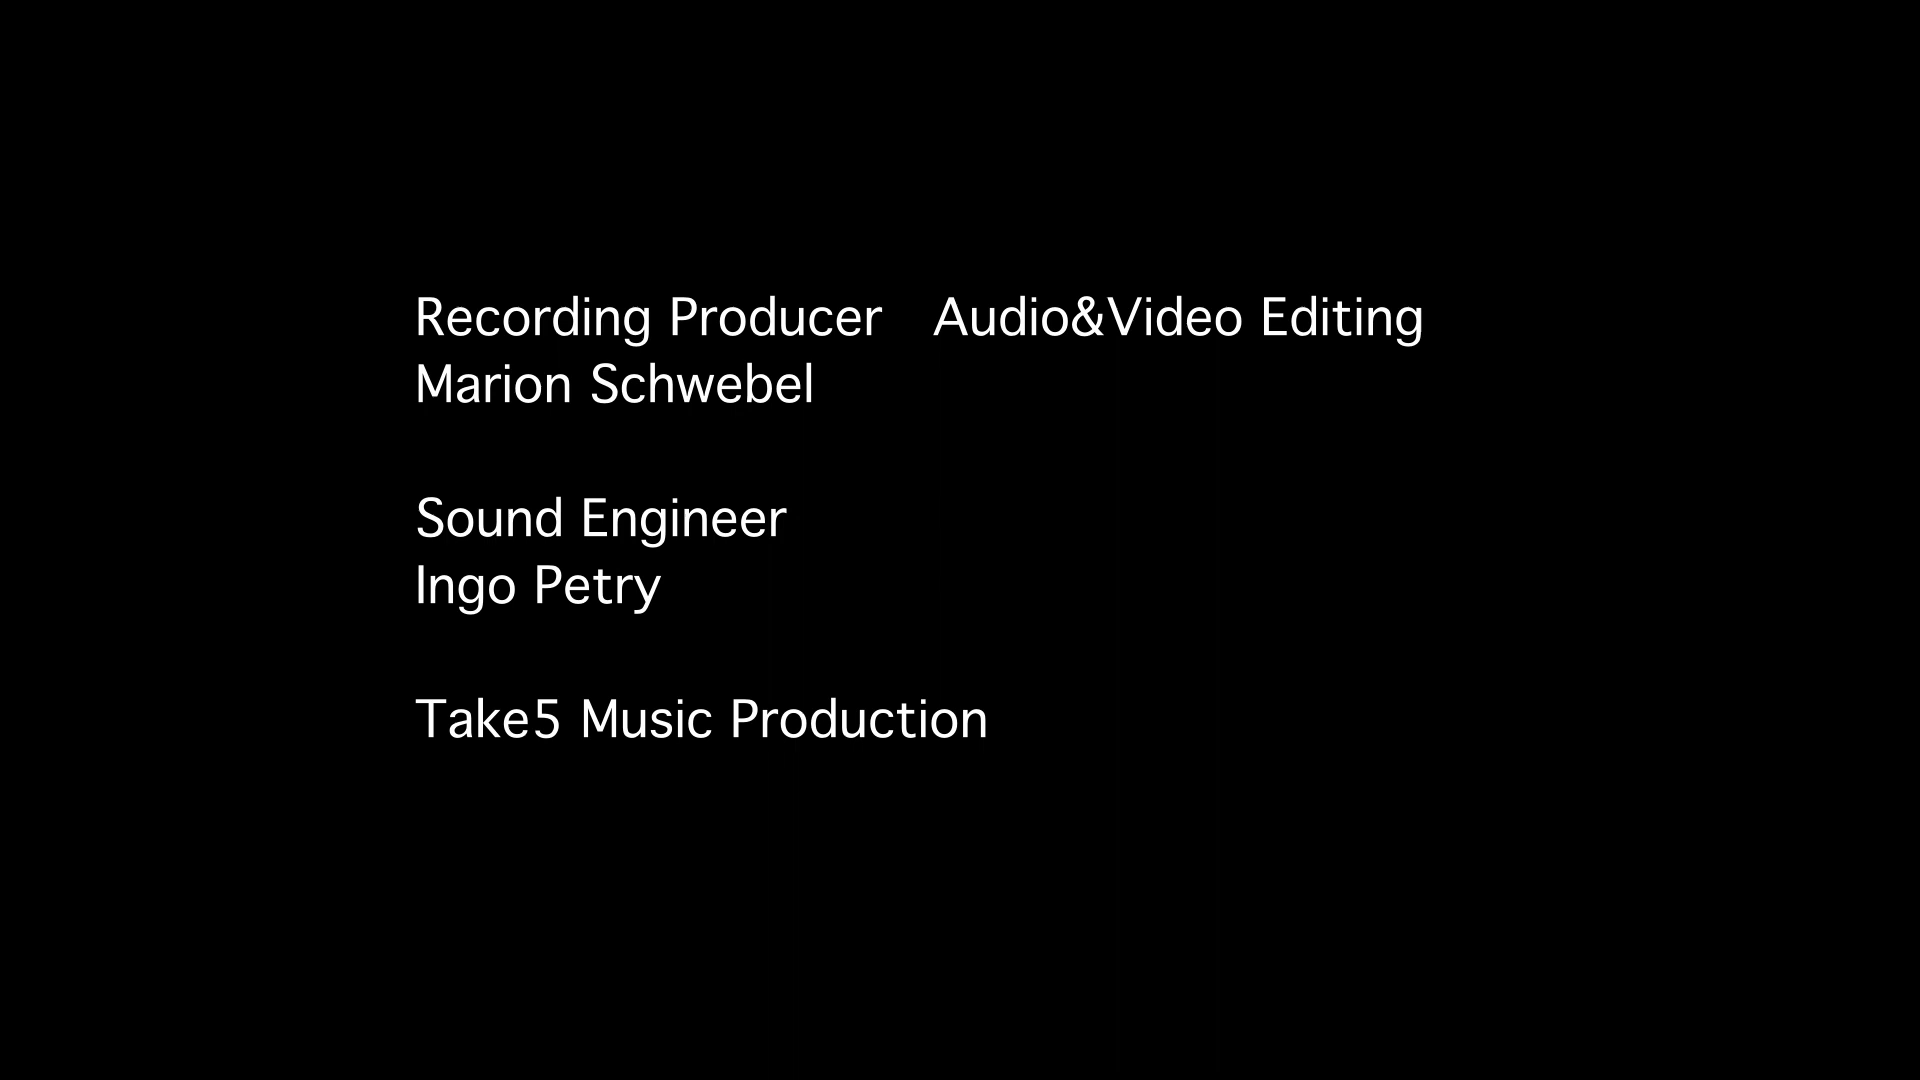 Recording Producer   Audio&Video Editing
Marion Schwebel
Sound Engineer
Ingo Petry
Take5 Music Production